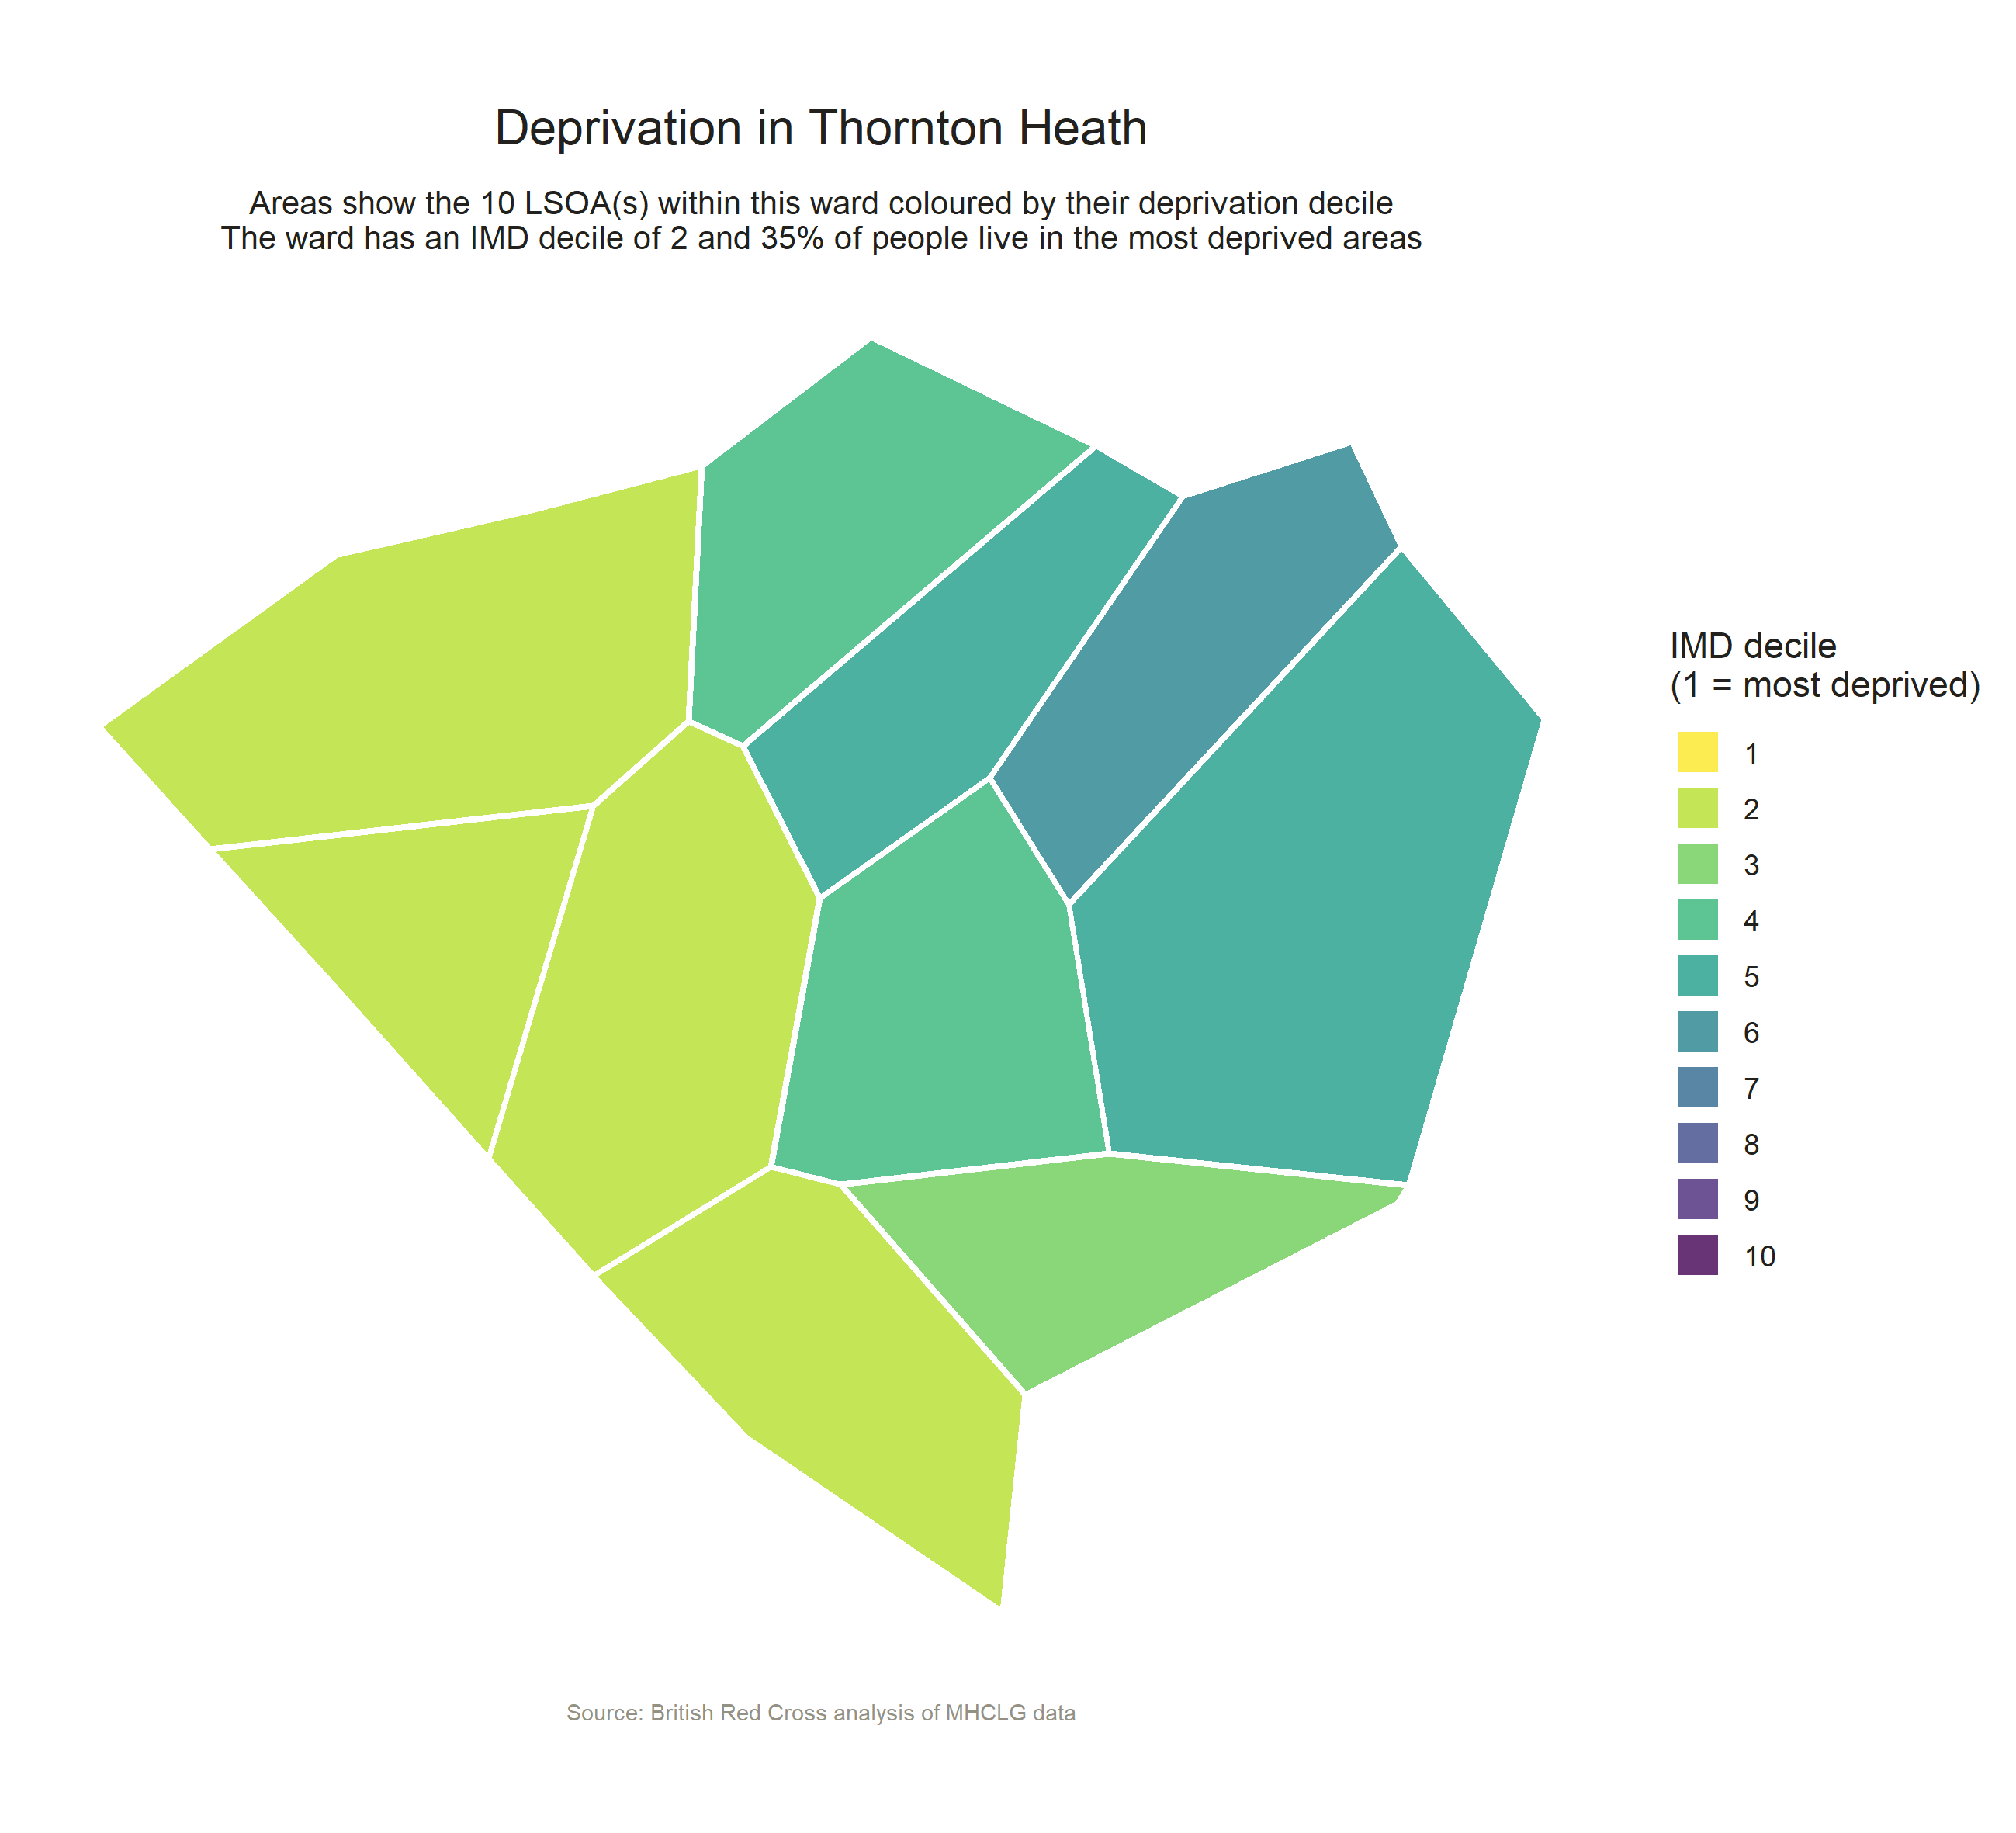 Deprivation in Thornton Heath
Areas show the 10 LSOA(s) within this ward coloured by their deprivation decile
The ward has an IMD decile of 2 and 35% of people live in the most deprived areas
IMD decile
(1 = most deprived)
1
2
3
4
5
6
7
8
9
10
Source: British Red Cross analysis of MHCLG data